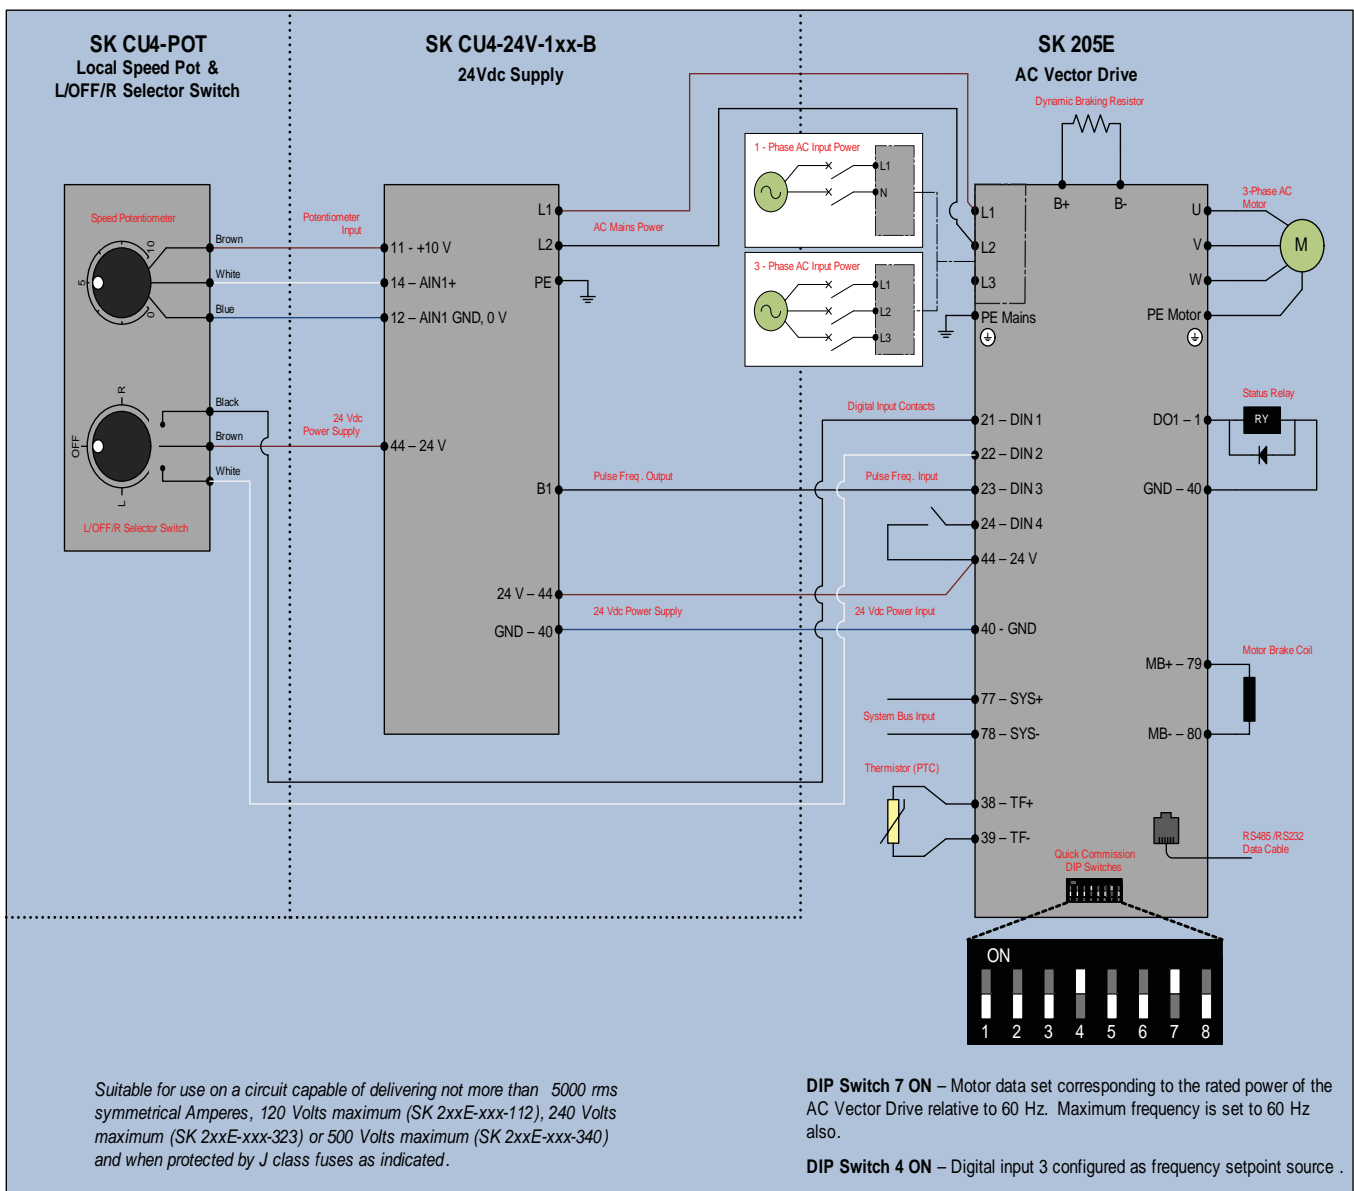 SK CU4-POT
Local Speed Pot &
L/OFF/R Selector Switch
SK CU4-24V-1xx-B
24Vdc Supply
SK 205E
AC Vector Drive
Dynamic Braking Resistor
B+
B-
1 - Phase AC Input Power
L1
N
3 - Phase AC Input Power
L1
L2
L3
Speed Potentiometer
10
5
0
Brown
White
Blue
Potentiometer
Input
11 - +10 V
14 – AIN1+
12 – AIN1 GND, 0 V
L1
L2
PE
AC Mains Power
L1
L2
L3
PE Mains
U
V
W
PE Motor
3-Phase AC
Motor
M
R
OFF
L
Black
Brown
White
L/OFF/R Selector Switch
24 Vdc
Power Supply
44 – 24 V
B1
Pulse Freq. Output
24 V – 44
GND – 40
24 Vdc Power Supply
Digital Input Contacts
Pulse Freq. Input
24 Vdc Power Input
21 – DIN 1
22 – DIN 2
23 – DIN 3
24 – DIN 4
44 – 24 V
40 - GND
System Bus Input
77 – SYS+
78 – SYS-
Thermistor (PTC)
38 – TF+
39 – TF-
DO1 – 1
GND – 40
Status Relay
RY
MB+ – 79
MB- – 80
Motor Brake Coil
RS485/RS232
Data Cable
Quick Commission
DIP Switches
ON
1 2 3 4 5 6 7 8
Suitable for use on a circuit capable of delivering not more than 5000 rms
symmetrical Amperes, 120 Volts maximum (SK 2xxE-xxx-112), 240 Volts
maximum (SK 2xxE-xxx-323) or 500 Volts maximum (SK 2xxE-xxx-340)
and when protected by J class fuses as indicated.
DIP Switch 7 ON – Motor data set corresponding to the rated power of the
AC Vector Drive relative to 60 Hz. Maximum frequency is set to 60 Hz
also.
DIP Switch 4 ON – Digital input 3 configured as frequency setpoint source .